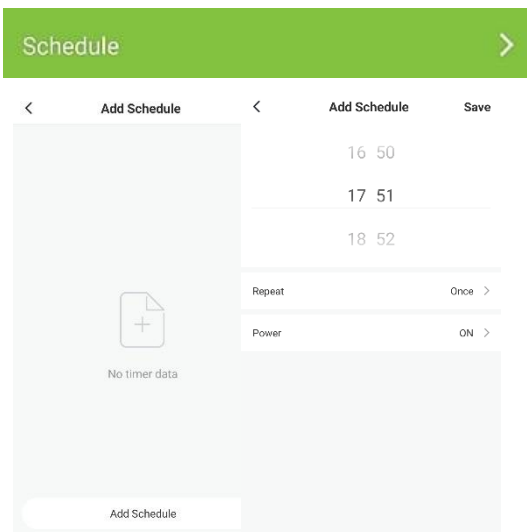 Schedule
Add Schedule
No timer data
Add Schedule
Add Schedule Save
16 50
17 51
18 52
Repeat Once
Power ON